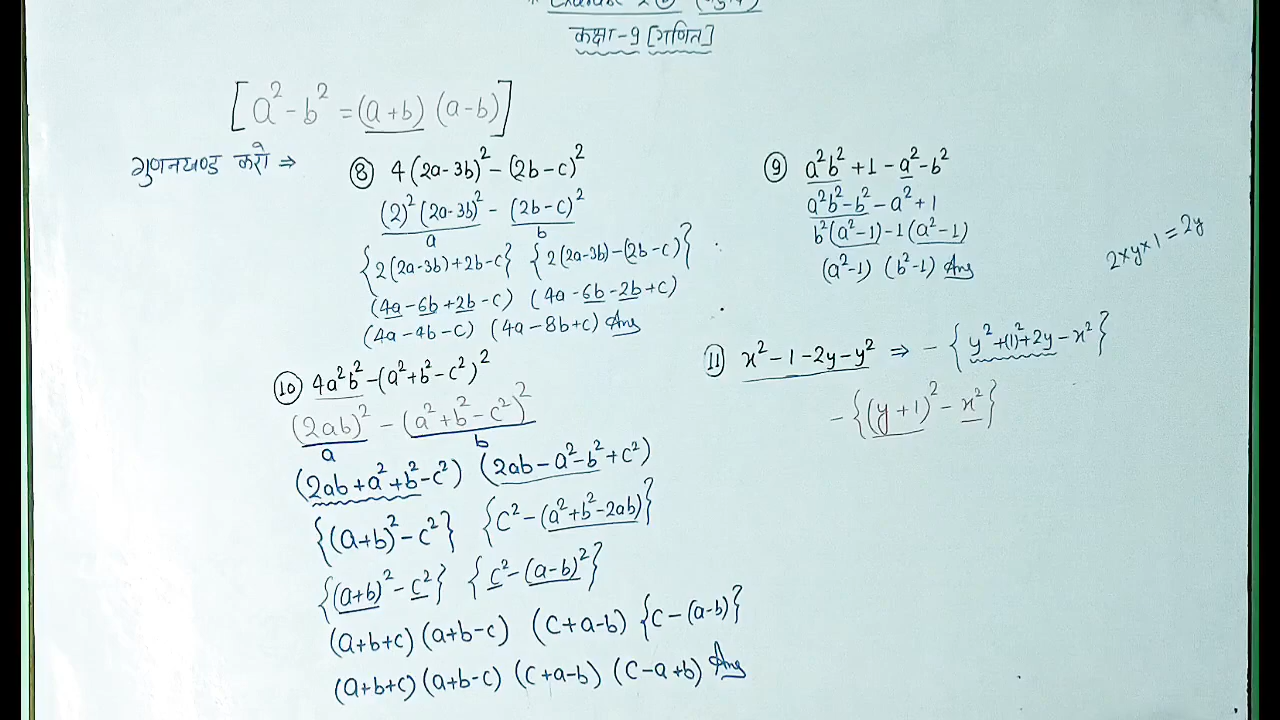 कक्षा-9 [गणित]
[a²-b² = (a+b) (a-b)]
गुणनखण्ड करो ⇒
⑧ 4(2a-3b)² - (2b-c)²
(2)² (2a-3b)² - (2b-c)²
a b
{2(2a-3b)+2b-c} {2(2a-3b)-(2b-c)}
(4a-6b+2b-c) (4a-6b-2b+c)
(4a-4b-c) (4a-8b+c) Ans
⑩ 4a²b² - (a²+b²-c²)²
(2ab)² - (a²+b²-c²)²
a b
(2ab+a²+b²-c²) (2ab-a²-b²+c²)
{(a+b)²-c²} {c²-(a²+b²-2ab)}
{(a+b)²-c²} {c²-(a-b)²}
(a+b+c) (a+b-c) (c+a-b) {c-(a-b)}
(a+b+c) (a+b-c) (c+a-b) (c-a+b) Ans
⑨ a²b²+1-a²-b²
a²b²-b²-a²+1
b²(a²-1)-1(a²-1)
(a²-1) (b²-1) Ans
2×y×1=2y
⑪ x²-1-2y-y² ⇒ -{y²+(1)²+2y-x²}
-{(y+1)²-x²}